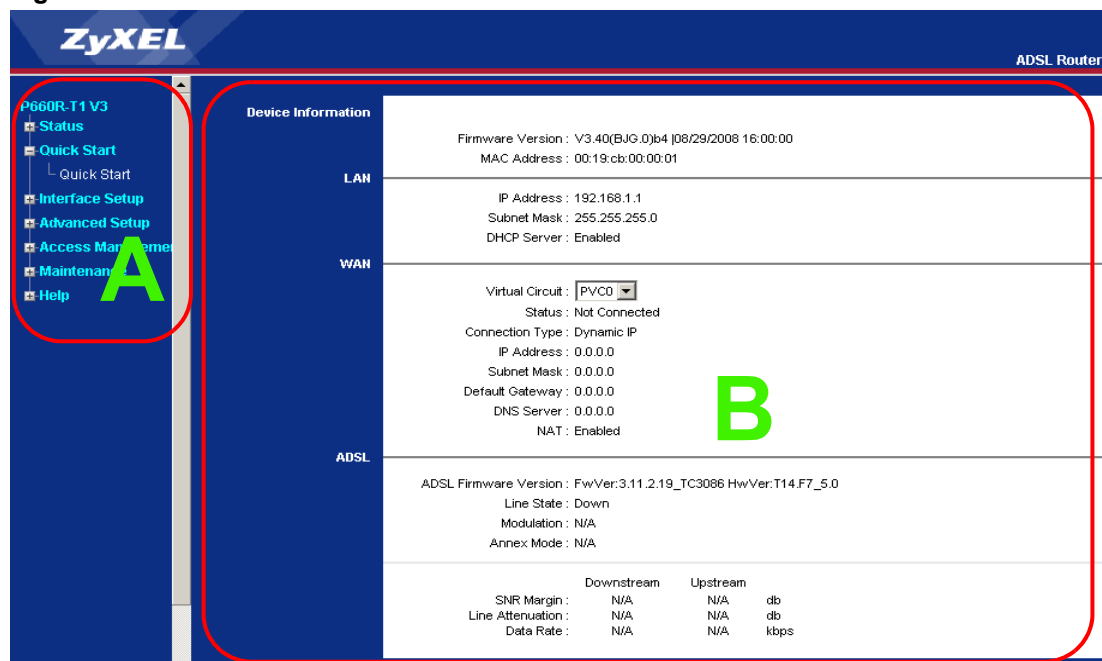 ZyXEL
ADSL Router
P660R-T1 V3
Status
Quick Start
Quick Start
Interface Setup
Advanced Setup
Access
Maintenance
Help
A
Device Information
Firmware Version : V3.40(BJG.0)b4 |08/29/2008 16:00:00
MAC Address : 00:19:cb:00:00:01
LAN
IP Address : 192.168.1.1
Subnet Mask : 255.255.255.0
DHCP Server : Enabled
WAN
Virtual Circuit : PVC0
Status : Not Connected
Connection Type : Dynamic IP
IP Address : 0.0.0.0
Subnet Mask : 0.0.0.0
Default Gateway : 0.0.0.0
DNS Server : 0.0.0.0
NAT : Enabled
B
ADSL
ADSL Firmware Version : FwVer:3.11.2.19_TC3086 HwVer:T14.F7_5.0
Line State : Down
Modulation : N/A
Annex Mode : N/A
Downstream Upstream
SNR Margin : N/A N/A db
Line Attenuation : N/A N/A db
Data Rate : N/A N/A kbps